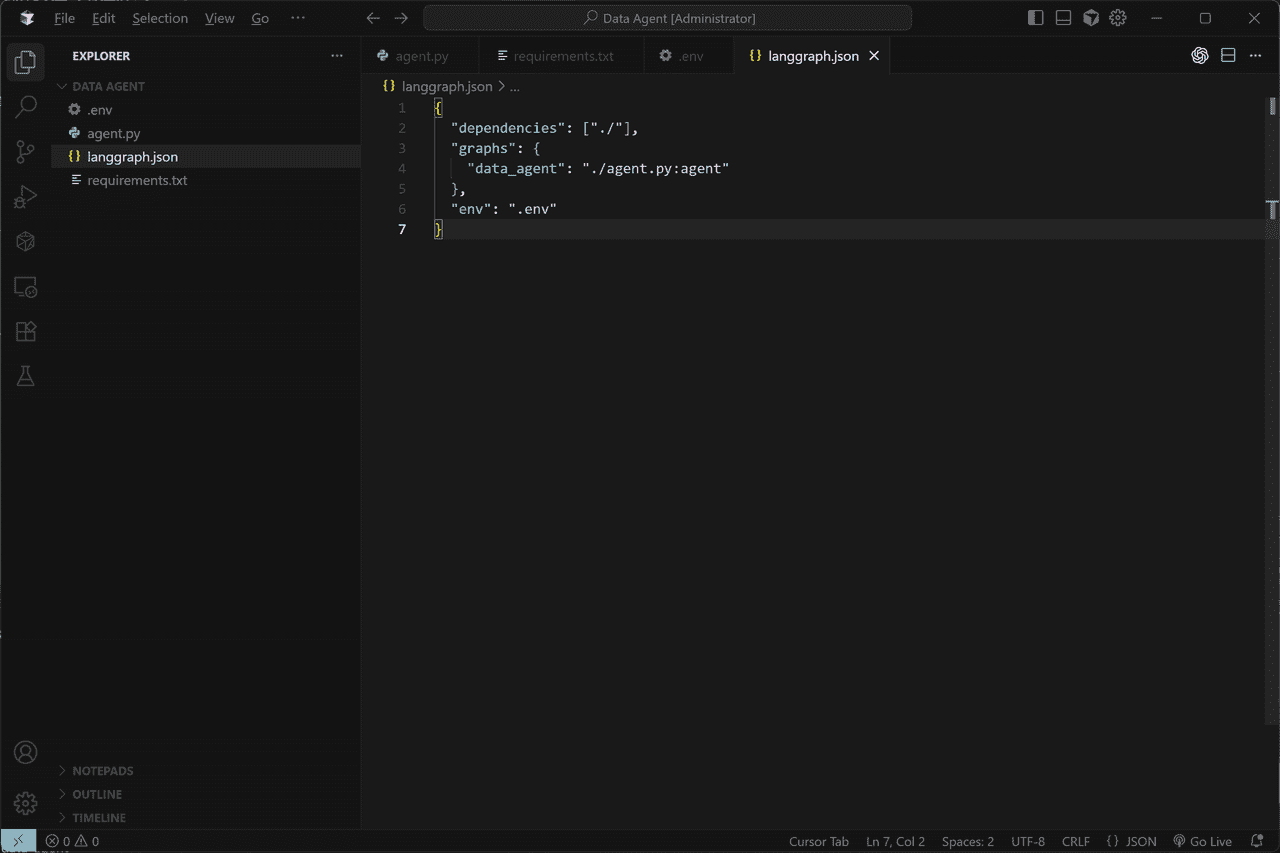 File Edit Selection View Go ··· Data Agent [Administrator]
EXPLORER ···
DATA AGENT
.env
agent.py
langgraph.json
requirements.txt
NOTEPADS
OUTLINE
TIMELINE
agent.py requirements.txt .env {} langgraph.json ···
{} langgraph.json > ...
1 {
2 "dependencies": ["./"],
3 "graphs": {
4 "data_agent": "./agent.py:agent"
5 },
6 "env": ".env"
7 }
0 0 Cursor Tab Ln 7, Col 2 Spaces: 2 UTF-8 CRLF {} JSON Go Live